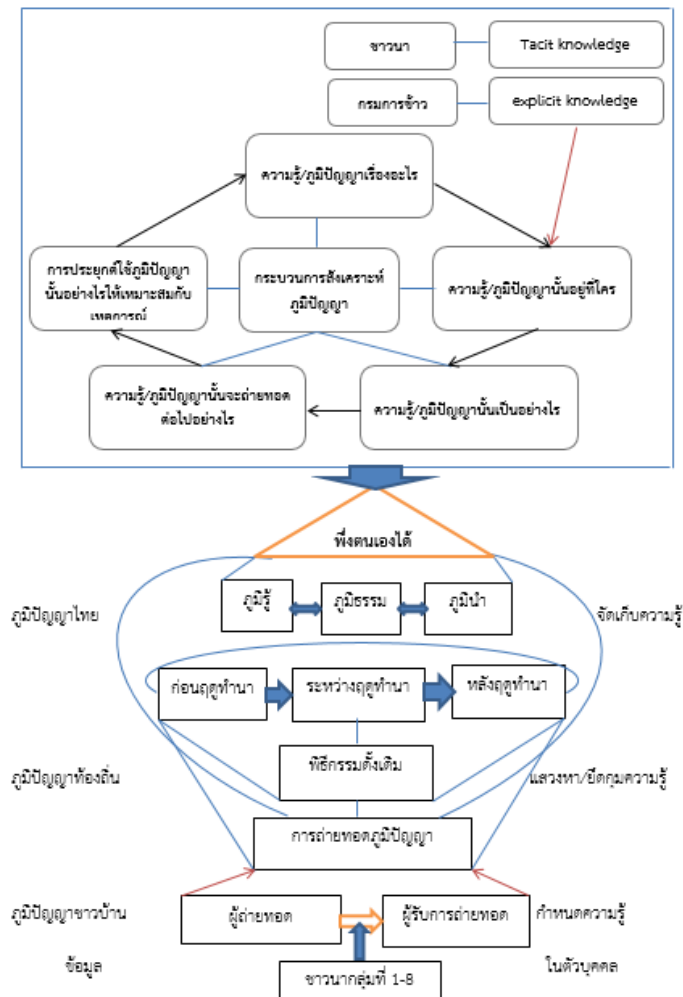 ชาวนา
Tacit knowledge
กรมการข้าว
explicit knowledge
ความรู้/ภูมิปัญญาเรื่องอะไร
การประยุกต์ใช้ภูมิปัญญา
นั้นอย่างไรให้เหมาะสมกับ
เหตุการณ์
กระบวนการสังเคราะห์
ภูมิปัญญา
ความรู้/ภูมิปัญญานั้นอยู่ที่ใคร
ความรู้/ภูมิปัญญานั้นจะถ่ายทอด
ต่อไปอย่างไร
ความรู้/ภูมิปัญญานั้นเป็นอย่างไร
พึ่งตนเองได้
ภูมิปัญญาไทย
ภูมิรู้
ภูมิธรรม
ภูมินำ
จัดเก็บความรู้
ก่อนฤดูทำนา
ระหว่างฤดูทำนา
หลังฤดูทำนา
ภูมิปัญญาท้องถิ่น
พิธีกรรมดั้งเดิม
แสวงหา/ยึดกุมความรู้
การถ่ายทอดภูมิปัญญา
ภูมิปัญญาชาวบ้าน
ผู้ถ่ายทอด
ผู้รับการถ่ายทอด
กำหนดความรู้
ข้อมูล
ชาวนากลุ่มที่ 1-8
ในตัวบุคคล